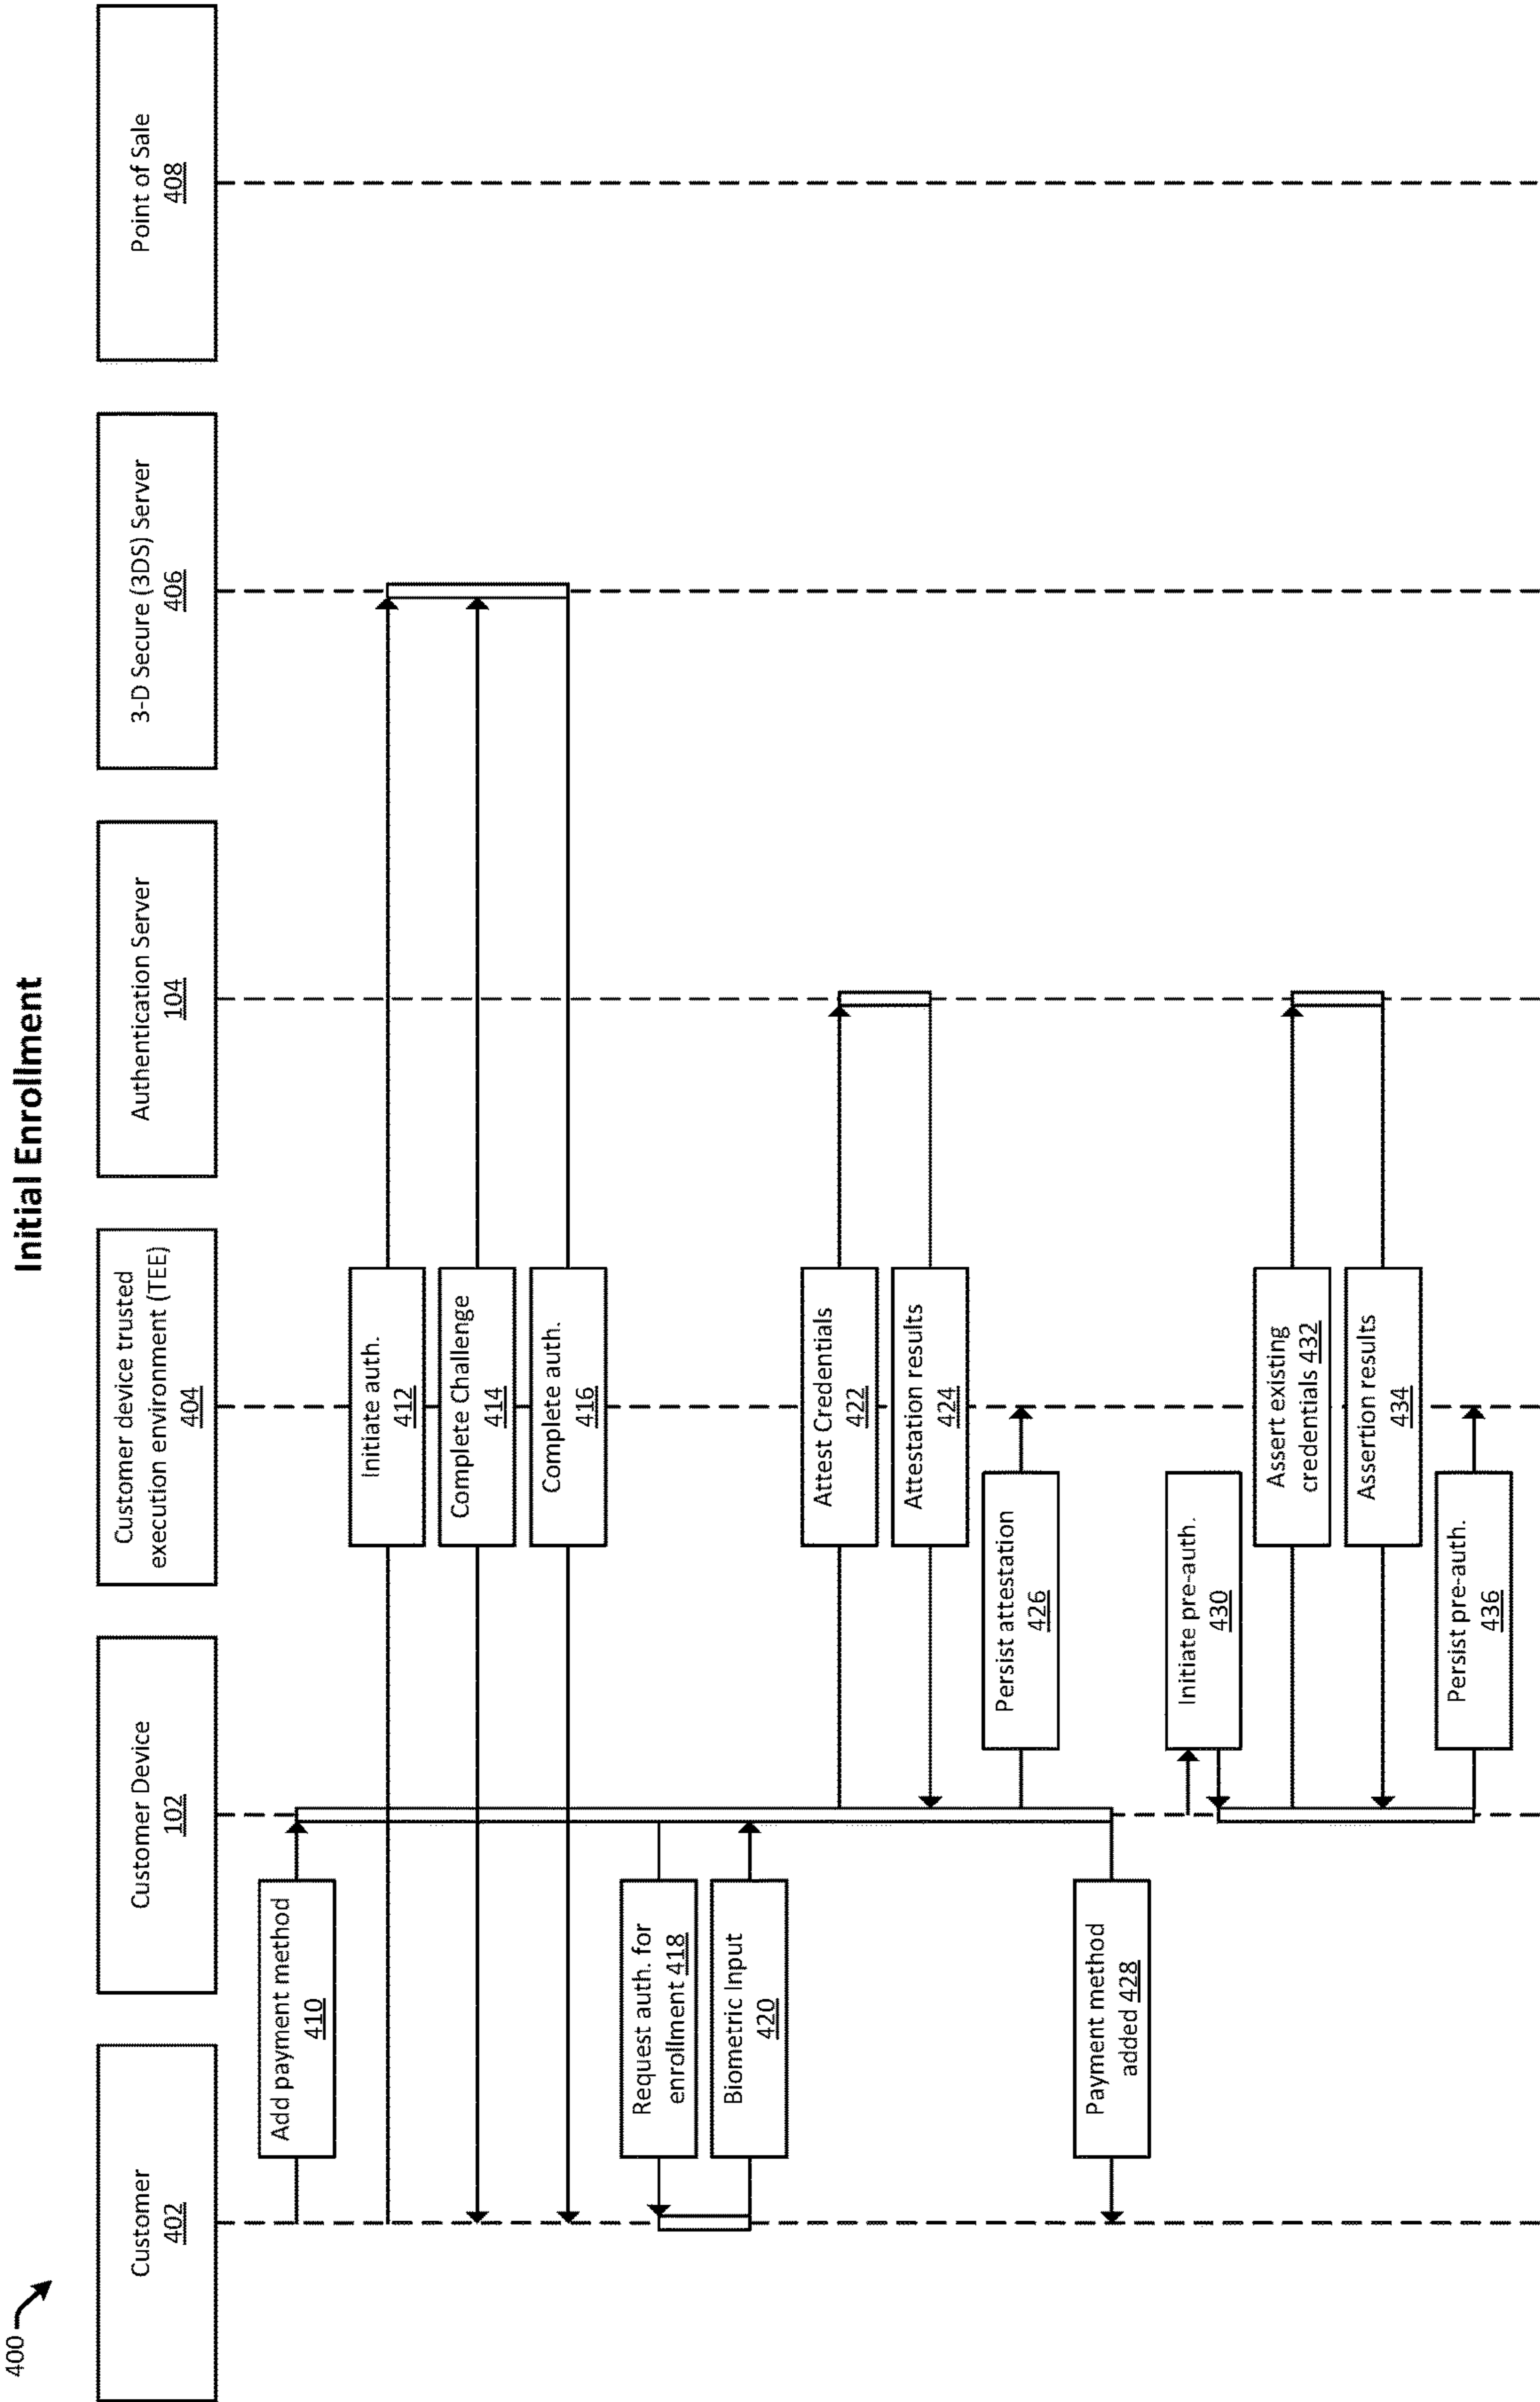 400
Initial Enrollment
Customer
402
Customer Device
102
Customer device trusted
execution environment (TEE)
404
Authentication Server
104
3-D Secure (3DS) Server
406
Point of Sale
408
Add payment method
410
Initiate auth.
412
Complete Challenge
414
Complete auth.
416
Request auth. for
enrollment 418
Biometric Input
420
Attest Credentials
422
Attestation results
424
Persist attestation
426
Payment method
added 428
Initiate pre-auth.
430
Assert existing
credentials 432
Assertion results
434
Persist pre-auth.
436